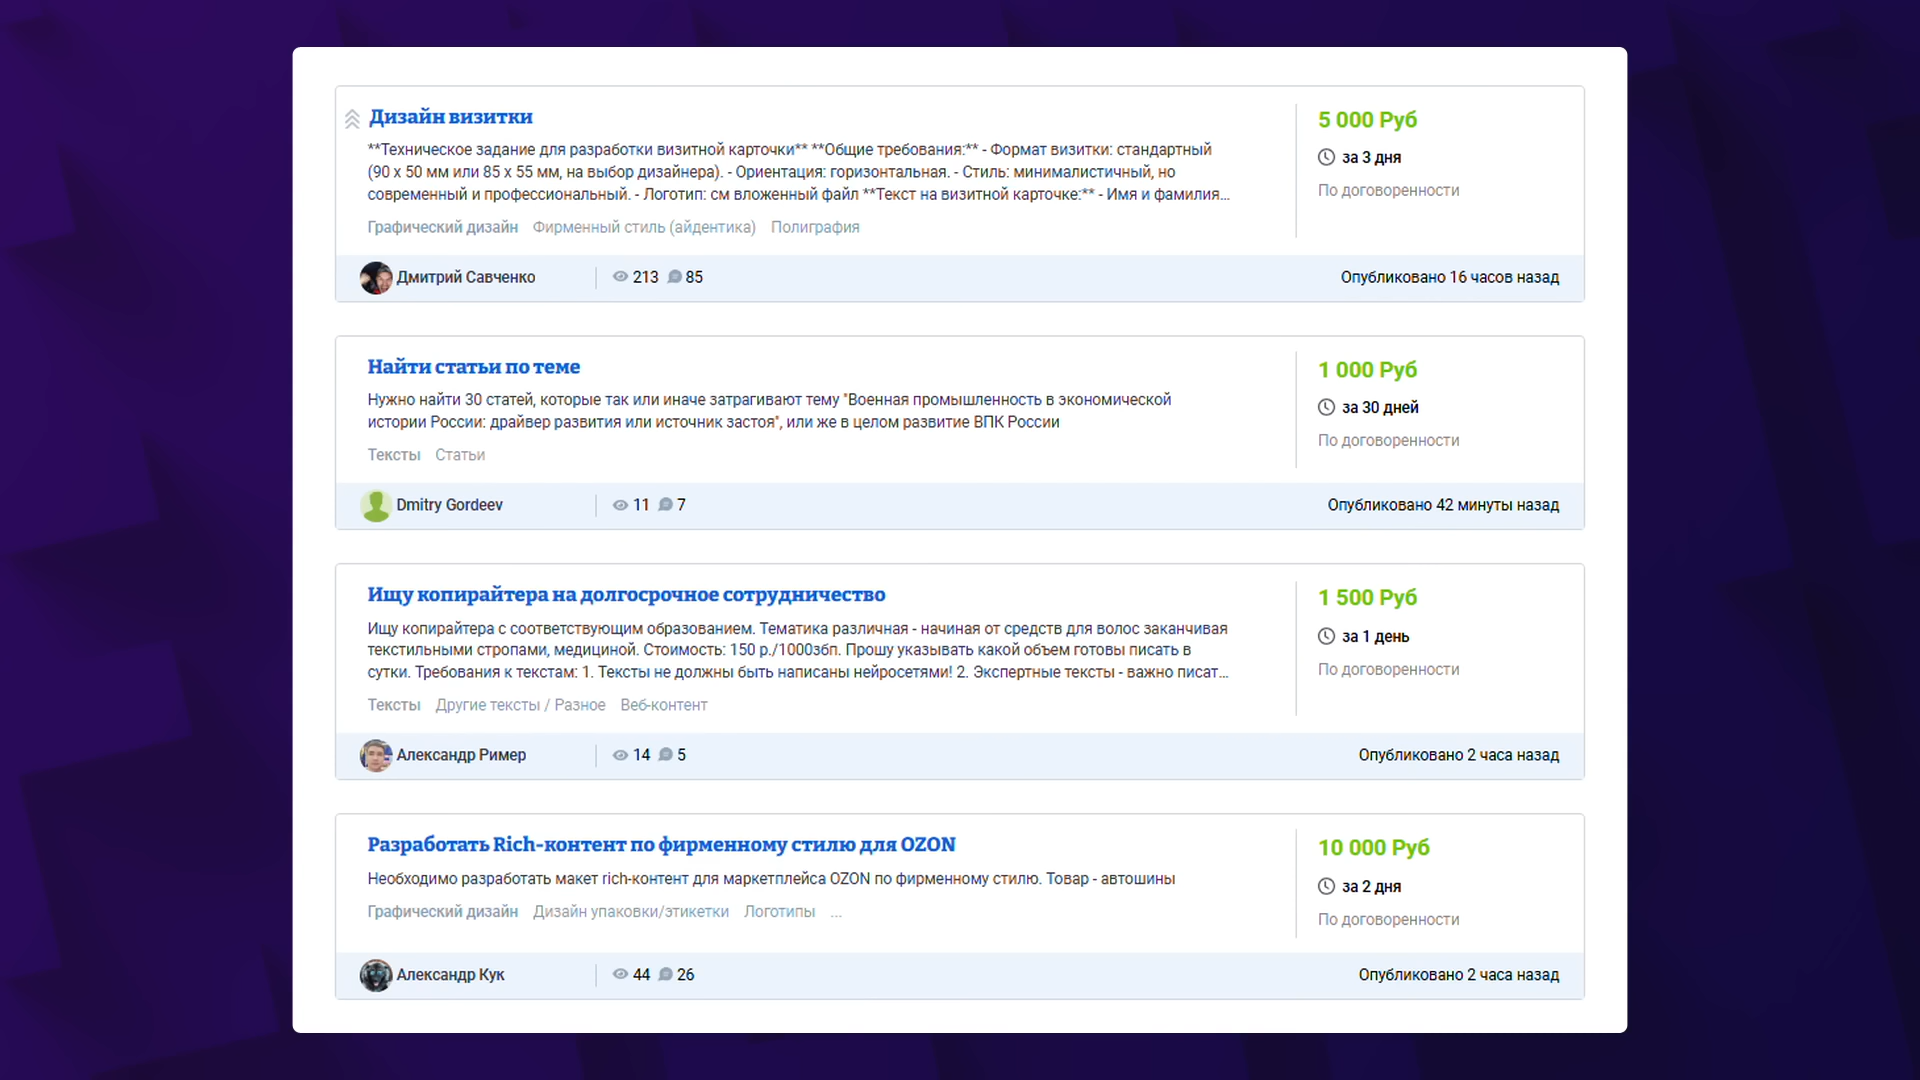 Дизайн визитки
5 000 Руб
**Техническое задание для разработки визитной карточки** **Общие требования:** - Формат визитки: стандартный
(90 x 50 мм или 85 x 55 мм, на выбор дизайнера). - Ориентация: горизонтальная. - Стиль: минималистичный, но
современный и профессиональный. - Логотип: см вложенный файл **Текст на визитной карточке:** - Имя и фамилия...
за 3 дня
По договоренности
Графический дизайн Фирменный стиль (айдентика) Полиграфия
Дмитрий Савченко 213 85 Опубликовано 16 часов назад
Найти статьи по теме
1 000 Руб
Нужно найти 30 статей, которые так или иначе затрагивают тему "Военная промышленность в экономической
истории России: драйвер развития или источник застоя", или же в целом развитие ВПК России
за 30 дней
По договоренности
Тексты Статьи
Dmitry Gordeev 11 7 Опубликовано 42 минуты назад
Ищу копирайтера на долгосрочное сотрудничество
1 500 Руб
Ищу копирайтера с соответствующим образованием. Тематика различная - начиная от средств для волос заканчивая
текстильными стропами, медициной. Стоимость: 150 р./1000збп. Прошу указывать какой объем готовы писать в
сутки. Требования к текстам: 1. Тексты не должны быть написаны нейросетями! 2. Экспертные тексты - важно писат...
за 1 день
По договоренности
Тексты Другие тексты / Разное Веб-контент
Александр Ример 14 5 Опубликовано 2 часа назад
Разработать Rich-контент по фирменному стилю для OZON
10 000 Руб
Необходимо разработать макет rich-контент для маркетплейса OZON по фирменному стилю. Товар - автошины
за 2 дня
По договоренности
Графический дизайн Дизайн упаковки/этикетки Логотипы ...
Александр Кук 44 26 Опубликовано 2 часа назад